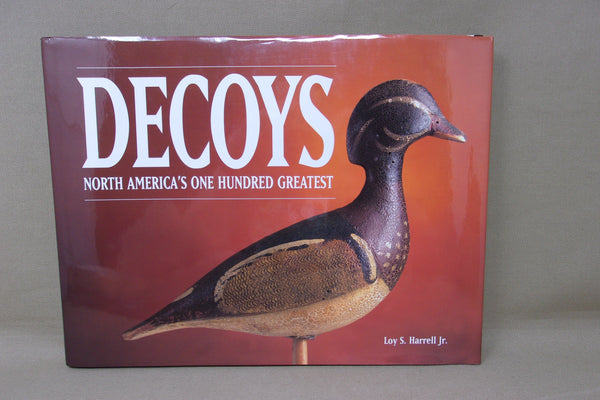 DECOYS
NORTH AMERICA'S ONE HUNDRED GREATEST
Loy S. Harrell Jr.